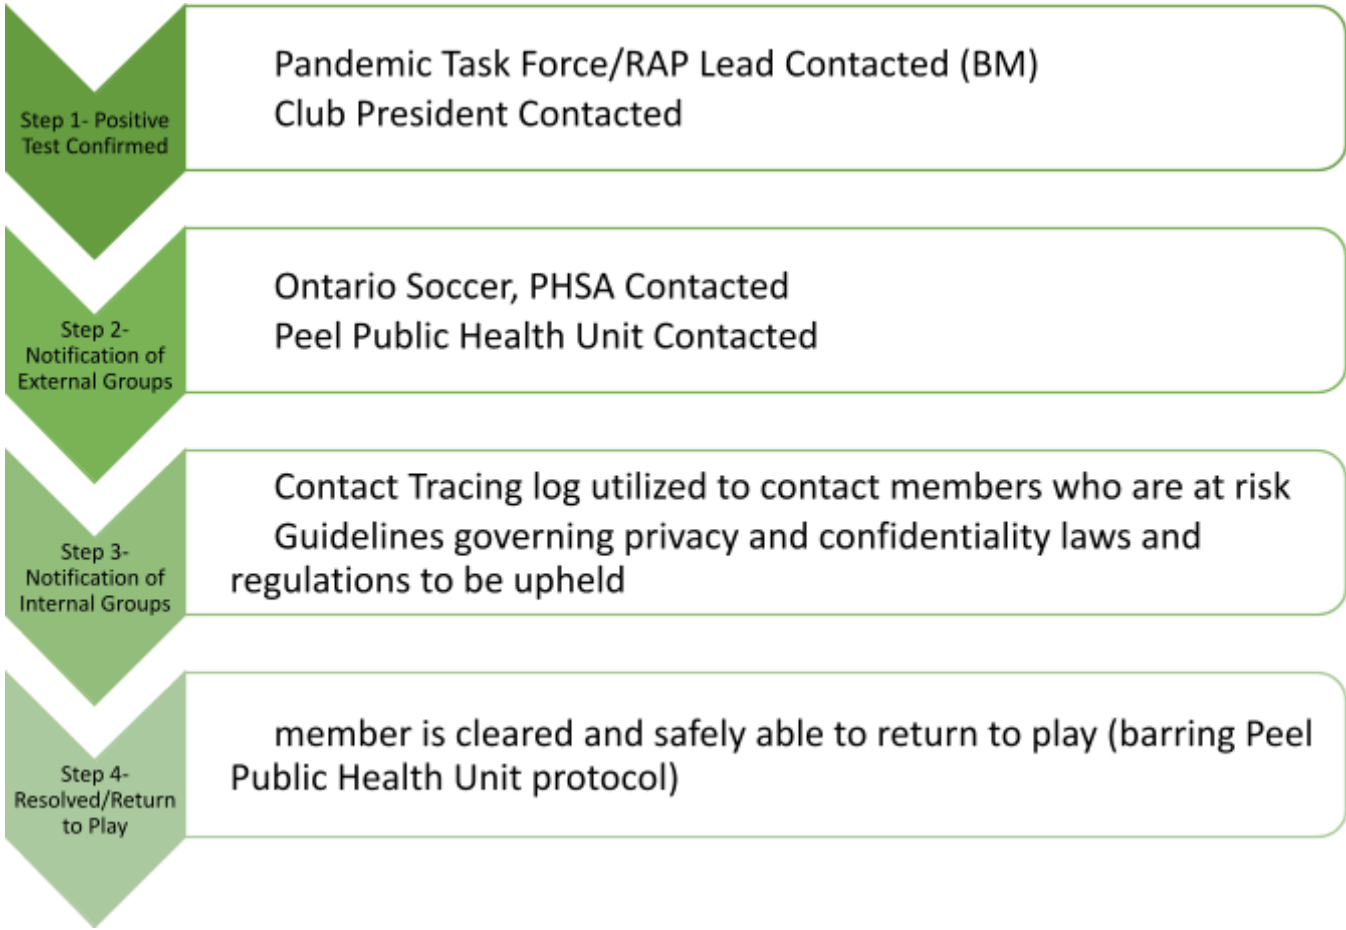 Step 1- Positive
Test Confirmed
Pandemic Task Force/RAP Lead Contacted (BM)
Club President Contacted
Step 2-
Notification of
External Groups
Ontario Soccer, PHSA Contacted
Peel Public Health Unit Contacted
Step 3-
Notification of
Internal Groups
Contact Tracing log utilized to contact members who are at risk
Guidelines governing privacy and confidentiality laws and
regulations to be upheld
Step 4-
Resolved/Return
to Play
member is cleared and safely able to return to play (barring Peel
Public Health Unit protocol)